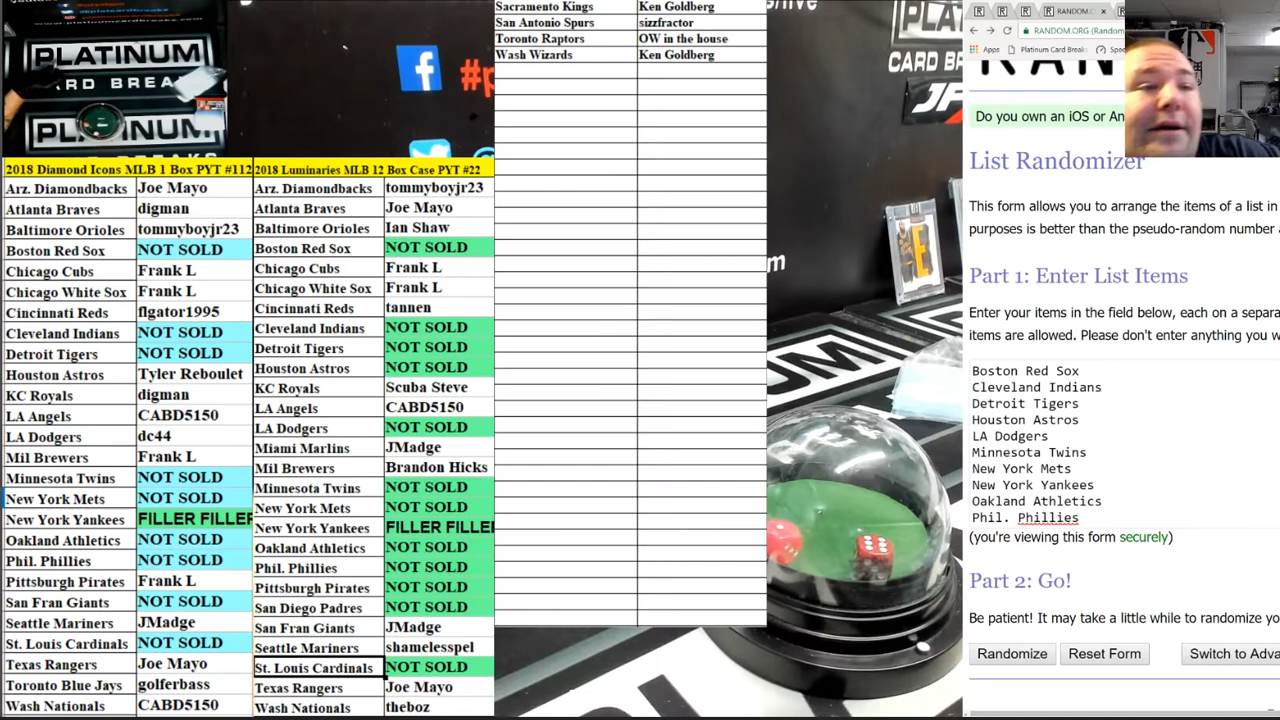 PLATINUM
CARD BREAKS
PLATINUM
BREAKS
f
#p
2018 Diamond Icons MLB 1 Box PYT #112
Arz. Diamondbacks Joe Mayo
Atlanta Braves digman
Baltimore Orioles tommyboyjr23
Boston Red Sox NOT SOLD
Chicago Cubs Frank L
Chicago White Sox Frank L
Cincinnati Reds flgator1995
Cleveland Indians NOT SOLD
Detroit Tigers NOT SOLD
Houston Astros Tyler Reboulet
KC Royals digman
LA Angels CABD5150
LA Dodgers dc44
Mil Brewers Frank L
Minnesota Twins NOT SOLD
New York Mets NOT SOLD
New York Yankees FILLER FILLER
Oakland Athletics NOT SOLD
Phil. Phillies NOT SOLD
Pittsburgh Pirates Frank L
San Fran Giants NOT SOLD
Seattle Mariners JMadge
St. Louis Cardinals NOT SOLD
Texas Rangers Joe Mayo
Toronto Blue Jays golferbass
Wash Nationals CABD5150
2018 Luminaries MLB 12 Box Case PYT #22
Arz. Diamondbacks tommyboyjr23
Atlanta Braves Joe Mayo
Baltimore Orioles Ian Shaw
Boston Red Sox NOT SOLD
Chicago Cubs Frank L
Chicago White Sox Frank L
Cincinnati Reds tannen
Cleveland Indians NOT SOLD
Detroit Tigers NOT SOLD
Houston Astros NOT SOLD
KC Royals Scuba Steve
LA Angels CABD5150
LA Dodgers NOT SOLD
Miami Marlins JMadge
Mil Brewers Brandon Hicks
Minnesota Twins NOT SOLD
New York Mets NOT SOLD
New York Yankees FILLER FILLE
Oakland Athletics NOT SOLD
Phil. Phillies NOT SOLD
Pittsburgh Pirates NOT SOLD
San Diego Padres NOT SOLD
San Fran Giants JMadge
Seattle Mariners shamelesspel
St. Louis Cardinals NOT SOLD
Texas Rangers Joe Mayo
Wash Nationals theboz
Sacramento Kings Ken Goldberg
San Antonio Spurs sizzfractor
Toronto Raptors OW in the house
Wash Wizards Ken Goldberg
PLAT
CARD BR
JP
E
m
UM
RANDOM
RANDOM.ORG (Random
Apps Platinum Card Break Spe
Do you own an iOS or An
List Randomizer
This form allows you to arrange the items of a list in
purposes is better than the pseudo-random number
Part 1: Enter List Items
Enter your items in the field below, each on a separa
items are allowed. Please don't enter anything you w
Boston Red Sox
Cleveland Indians
Detroit Tigers
Houston Astros
LA Dodgers
Minnesota Twins
New York Mets
New York Yankees
Oakland Athletics
Phil. Phillies
(you're viewing this form securely)
Part 2: Go!
Be patient! It may take a little while to randomize yo
Randomize Reset Form Switch to Adva